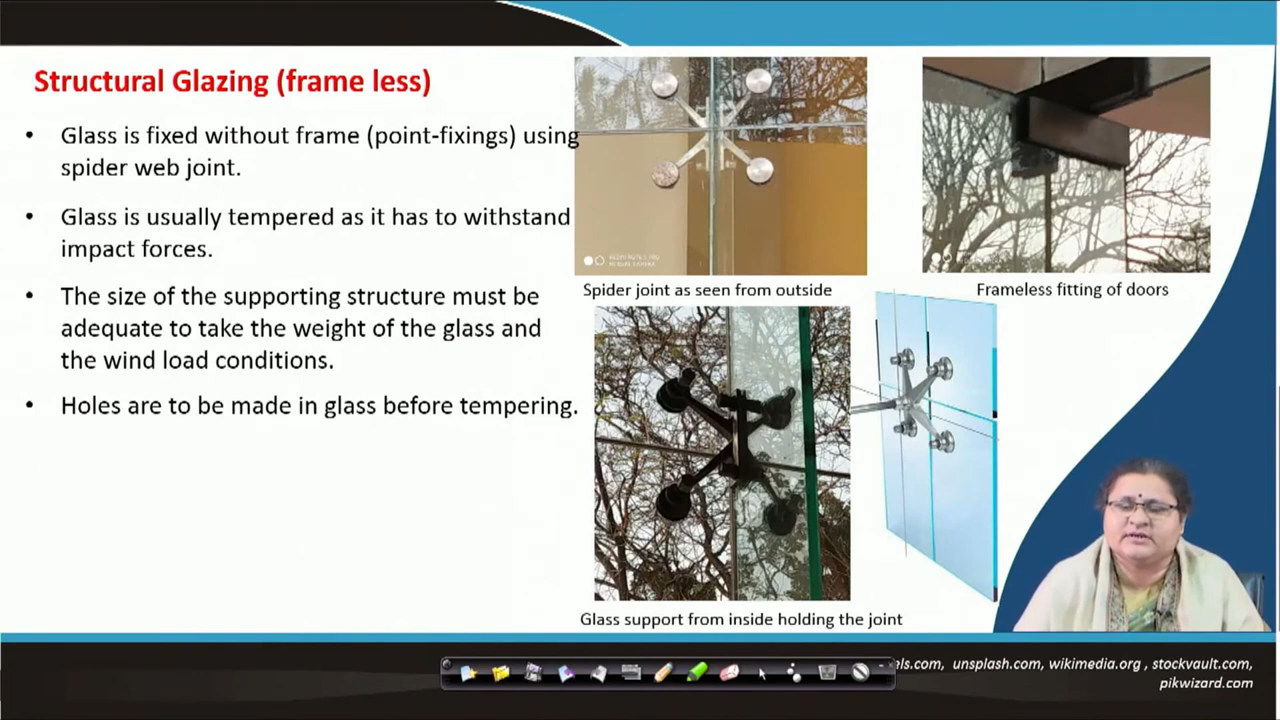 Structural Glazing (frame less)
• Glass is fixed without frame (point-fixings) using
spider web joint.
• Glass is usually tempered as it has to withstand
impact forces.
• The size of the supporting structure must be
adequate to take the weight of the glass and
the wind load conditions.
• Holes are to be made in glass before tempering.
Spider joint as seen from outside
Frameless fitting of doors
Glass support from inside holding the joint
els.com, unsplash.com, wikimedia.org , stockvault.com,
pikwizard.com